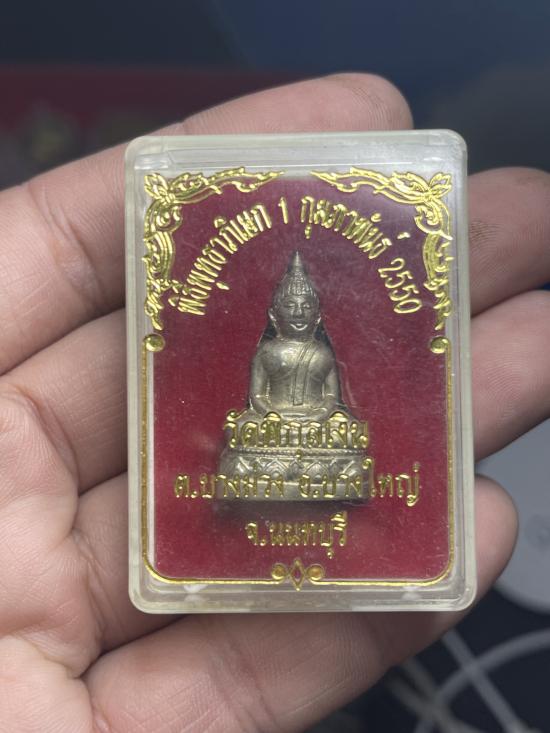 พิธีพุทธาภิเษก 1 กุมภาพันธ์ 2550
วัดพิกุลเงิน
ต.บางม่วง อ.บางใหญ่
จ.นนทบุรี